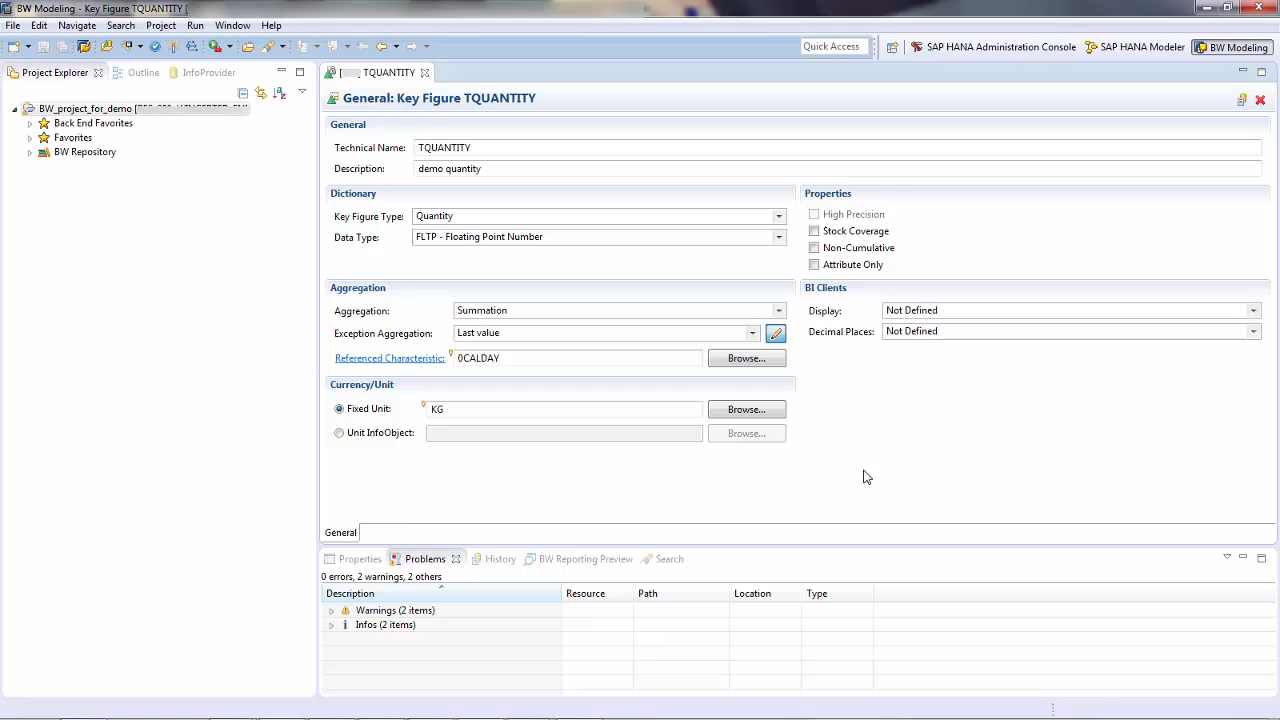 BW Modeling - Key Figure TQUANTITY [
File Edit Navigate Search Project Run Window Help
Quick Access SAP HANA Administration Console SAP HANA Modeler BW Modeling
Project Explorer Outline InfoProvider
[ TQUANTITY
BW_project_for_demo
Back End Favorites
Favorites
BW Repository
General: Key Figure TQUANTITY
General
Technical Name: TQUANTITY
Description: demo quantity
Dictionary
Key Figure Type: Quantity
Data Type: FLTP - Floating Point Number
Properties
High Precision
Stock Coverage
Non-Cumulative
Attribute Only
Aggregation
Aggregation: Summation
Exception Aggregation: Last value
Referenced Characteristic: 0CALDAY Browse...
BI Clients
Display: Not Defined
Decimal Places: Not Defined
Currency/Unit
Fixed Unit: KG Browse...
Unit InfoObject: Browse...
General
Properties Problems History BW Reporting Preview Search
0 errors, 2 warnings, 2 others
Description Resource Path Location Type
Warnings (2 items)
Infos (2 items)